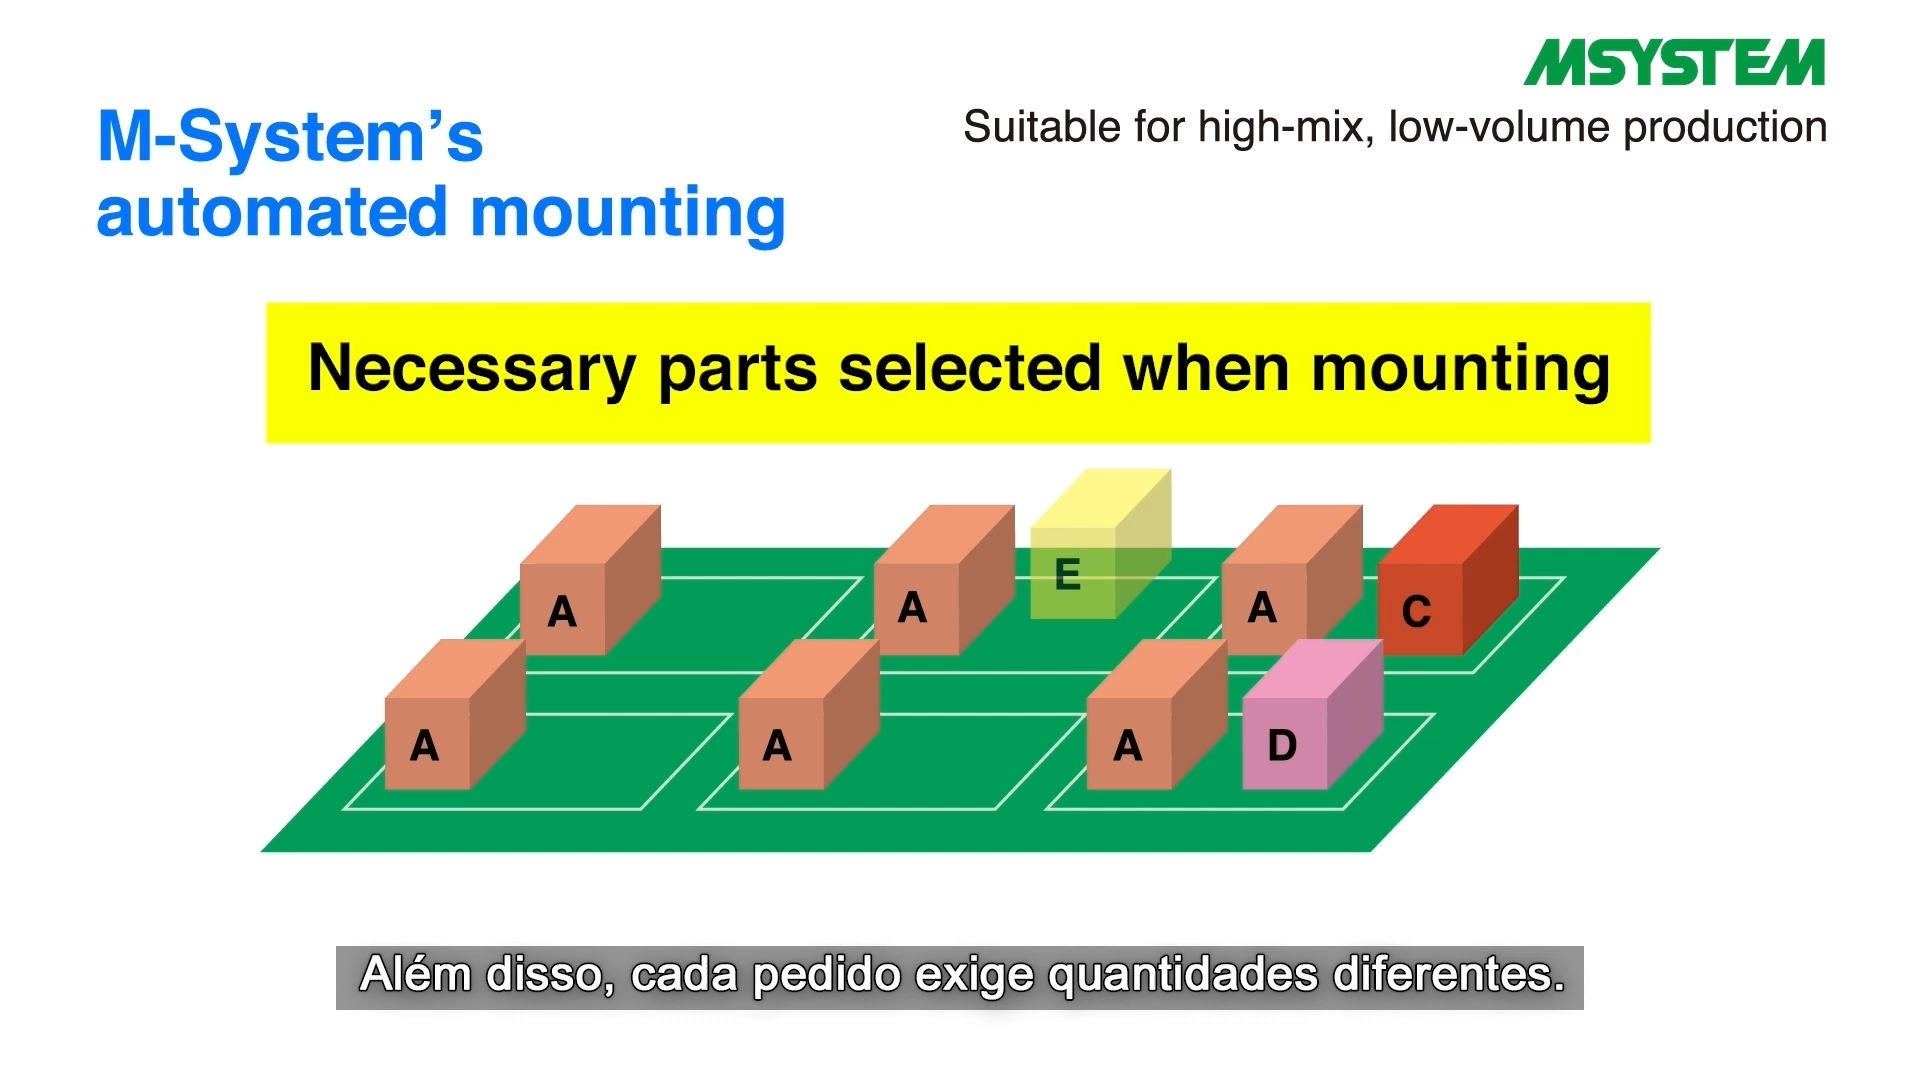 MSYSTEM
Suitable for high-mix, low-volume production
M-System’s
automated mounting
Necessary parts selected when mounting
A A E A C
A A A D
Além disso, cada pedido exige quantidades diferentes.